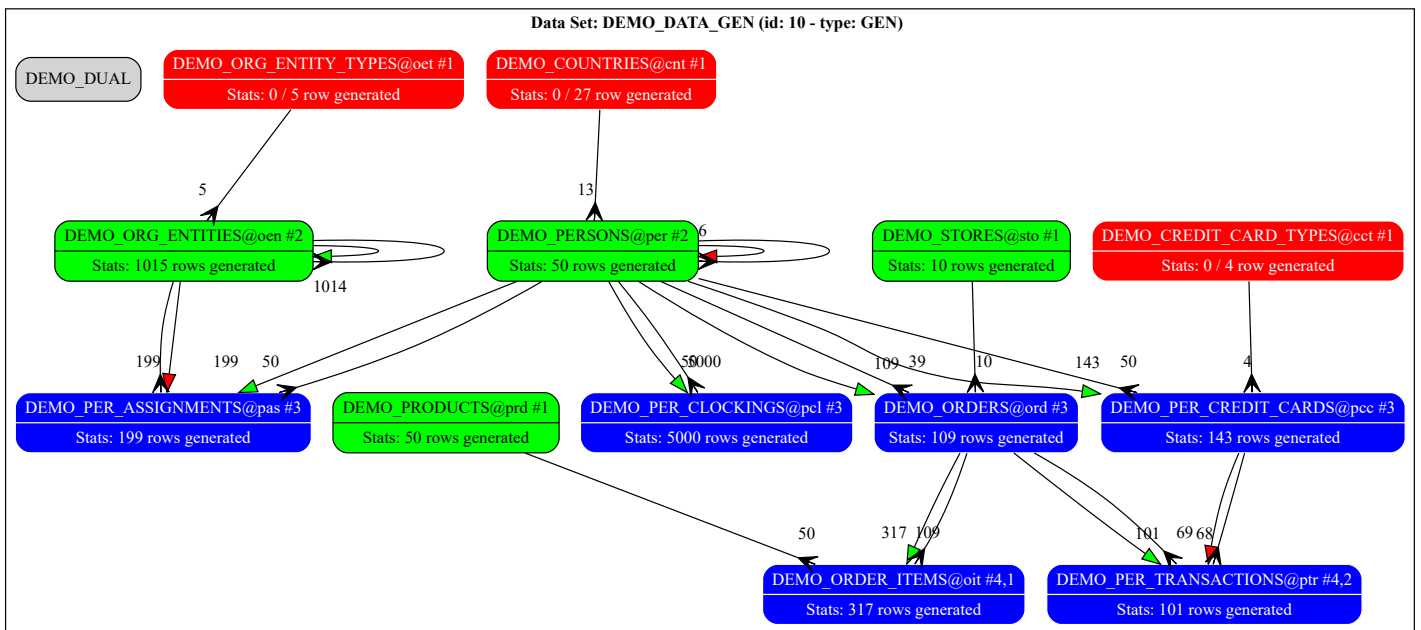 Data Set: DEMO_DATA_GEN (id: 10 - type: GEN)
DEMO_DUAL
DEMO_ORG_ENTITY_TYPES@oet #1
Stats: 0 / 5 row generated
DEMO_COUNTRIES@cnt #1
Stats: 0 / 27 row generated
5
13
DEMO_ORG_ENTITIES@oen #2
Stats: 1015 rows generated
1014
DEMO_PERSONS@per #2
Stats: 50 rows generated
6
DEMO_STORES@sto #1
Stats: 10 rows generated
DEMO_CREDIT_CARD_TYPES@cct #1
Stats: 0 / 4 row generated
199
199
50
50
5000
109
39
10
143
50
4
DEMO_PER_ASSIGNMENTS@pas #3
Stats: 199 rows generated
DEMO_PRODUCTS@prd #1
Stats: 50 rows generated
DEMO_PER_CLOCKINGS@pcl #3
Stats: 5000 rows generated
DEMO_ORDERS@ord #3
Stats: 109 rows generated
DEMO_PER_CREDIT_CARDS@pcc #3
Stats: 143 rows generated
50
317
109
101
69
68
DEMO_ORDER_ITEMS@oit #4,1
Stats: 317 rows generated
DEMO_PER_TRANSACTIONS@ptr #4,2
Stats: 101 rows generated